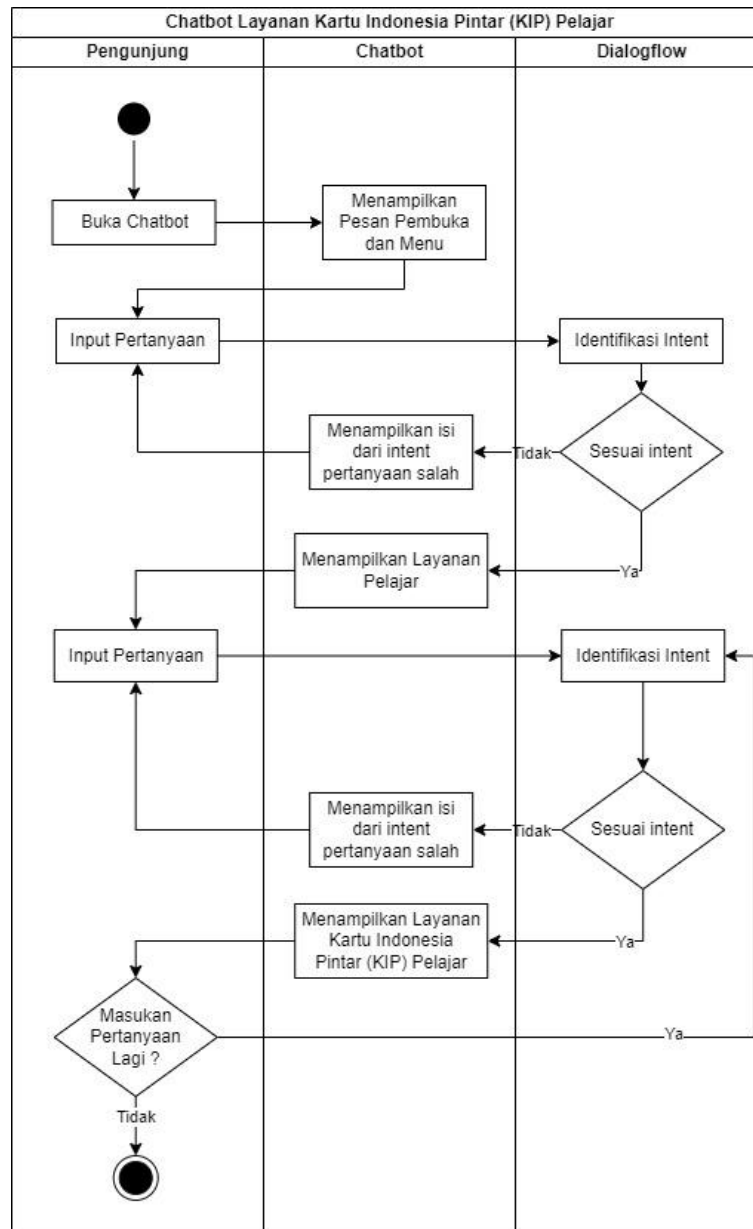 Chatbot Layanan Kartu Indonesia Pintar (KIP) Pelajar
Pengunjung
Chatbot
Dialogflow
Buka Chatbot
Menampilkan
Pesan Pembuka
dan Menu
Input Pertanyaan
Identifikasi Intent
Menampilkan isi
dari intent
pertanyaan salah
Tidak
Sesuai intent
Menampilkan Layanan
Pelajar
Ya
Input Pertanyaan
Identifikasi Intent
Menampilkan isi
dari intent
pertanyaan salah
Tidak
Sesuai intent
Menampilkan Layanan
Kartu Indonesia
Pintar (KIP) Pelajar
Ya
Masukan
Pertanyaan
Lagi ?
Ya
Tidak